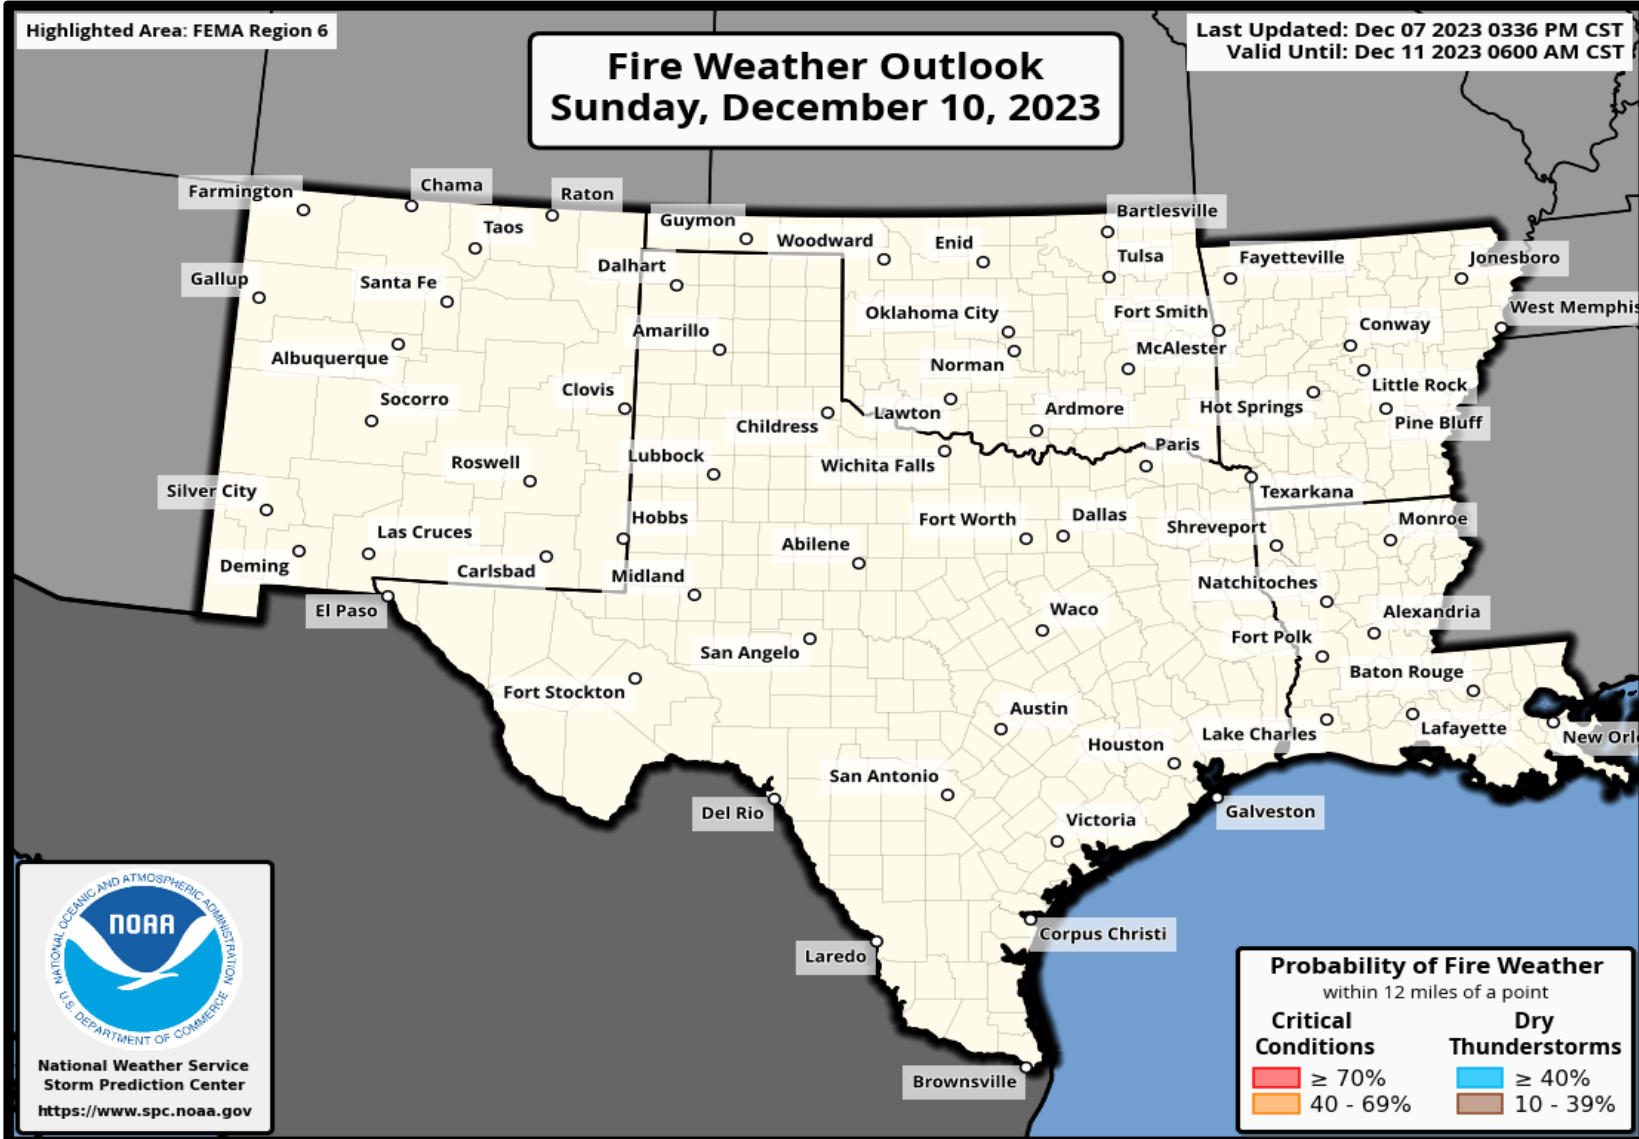 Highlighted Area: FEMA Region 6
Last Updated: Dec 07 2023 0336 PM CST
Valid Until: Dec 11 2023 0600 AM CST
Fire Weather Outlook
Sunday, December 10, 2023
Farmington
Chama
Raton
Taos
Guymon
Bartlesville
Woodward
Enid
Tulsa
Fayetteville
Jonesboro
Dalhart
Gallup
Santa Fe
West Memphis
Oklahoma City
Fort Smith
Conway
Amarillo
McAlester
Albuquerque
Norman
Little Rock
Clovis
Socorro
Hot Springs
Lawton
Ardmore
Pine Bluff
Childress
Paris
Lubbock
Roswell
Wichita Falls
Silver City
Texarkana
Hobbs
Fort Worth
Dallas
Shreveport
Monroe
Las Cruces
Abilene
Deming
Carlsbad
Midland
Natchitoches
El Paso
Waco
Alexandria
Fort Polk
San Angelo
Baton Rouge
Fort Stockton
Austin
Lake Charles
Lafayette
New Orl
Houston
San Antonio
Del Rio
Galveston
Victoria
Corpus Christi
Laredo
Brownsville
NATIONAL OCEANIC AND ATMOSPHERIC ADMINISTRATION
NOAA
U.S. DEPARTMENT OF COMMERCE
National Weather Service
Storm Prediction Center
https://www.spc.noaa.gov
Probability of Fire Weather
within 12 miles of a point
Critical
Conditions
≥ 70%
40 - 69%
Dry
Thunderstorms
≥ 40%
10 - 39%